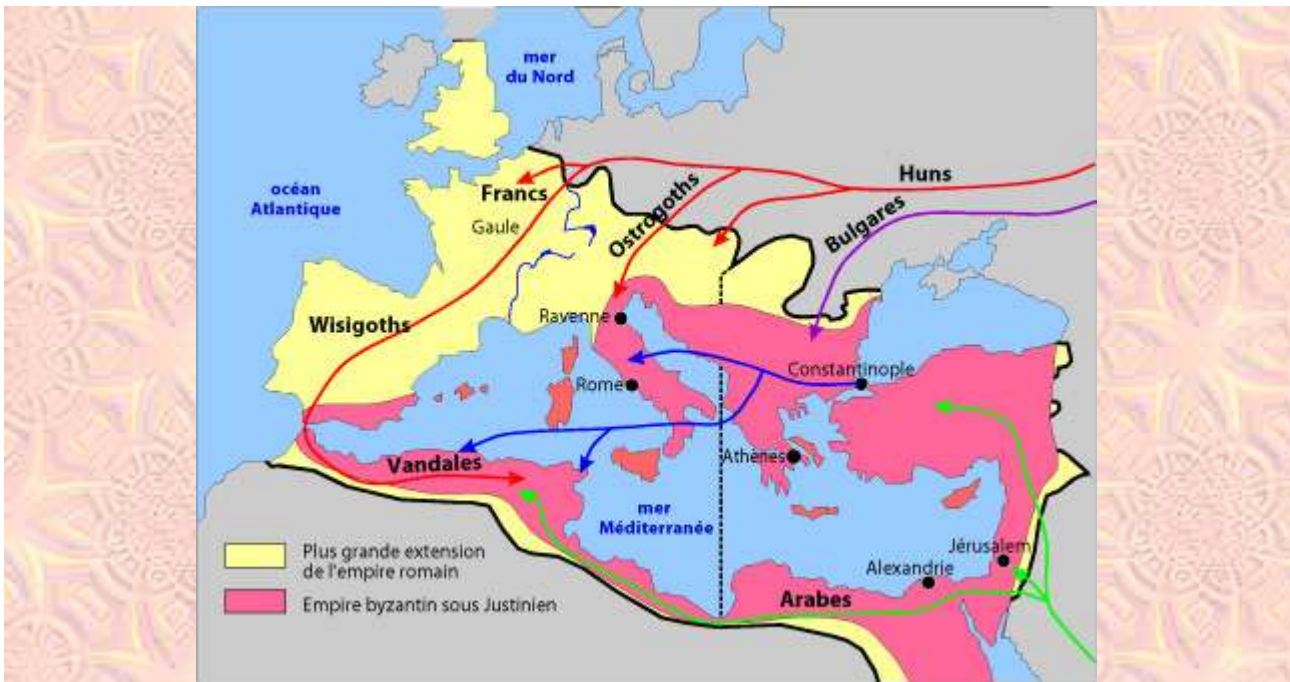 mer
du Nord
océan
Atlantique
Francs
Gaule
Huns
Ostrogoths
Bulgares
Wisigoths
Ravenne
Constantinople
Rome
Athènes
Vandales
mer
Méditerranée
Jérusalem
Alexandrie
Arabes
Plus grande extension
de l'empire romain
Empire byzantin sous Justinien